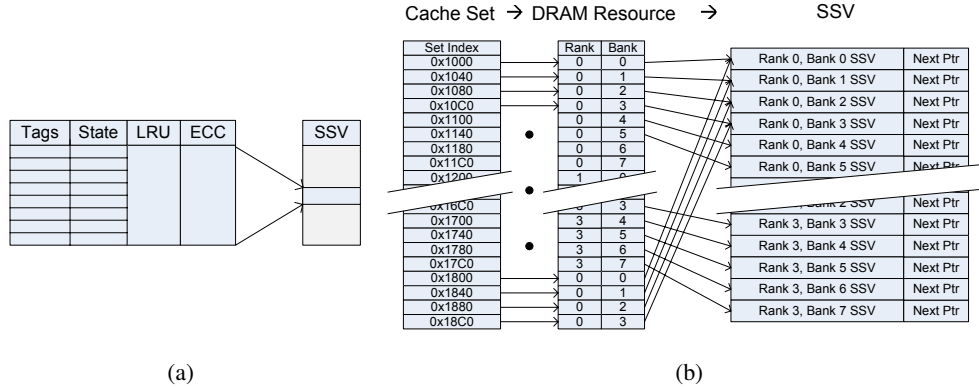 Cache Set → DRAM Resource → SSV
Tags State LRU ECC
SSV
(a)
Set Index
0x1000
0x1040
0x1080
0x10C0
0x1100
0x1140
0x1180
0x11C0
0x1200
0x16C0
0x1700
0x1740
0x1780
0x17C0
0x1800
0x1840
0x1880
0x18C0
Rank Bank
0 0
0 1
0 2
0 3
0 4
0 5
0 6
0 7
1 0
3 3
3 4
3 5
3 6
3 7
0 0
0 1
0 2
0 3
Rank 0, Bank 0 SSV Next Ptr
Rank 0, Bank 1 SSV Next Ptr
Rank 0, Bank 2 SSV Next Ptr
Rank 0, Bank 3 SSV Next Ptr
Rank 0, Bank 4 SSV Next Ptr
Rank 0, Bank 5 SSV Next Ptr
Bank 2 SSV Next Ptr
Rank 3, Bank 3 SSV Next Ptr
Rank 3, Bank 4 SSV Next Ptr
Rank 3, Bank 5 SSV Next Ptr
Rank 3, Bank 6 SSV Next Ptr
Rank 3, Bank 7 SSV Next Ptr
(b)